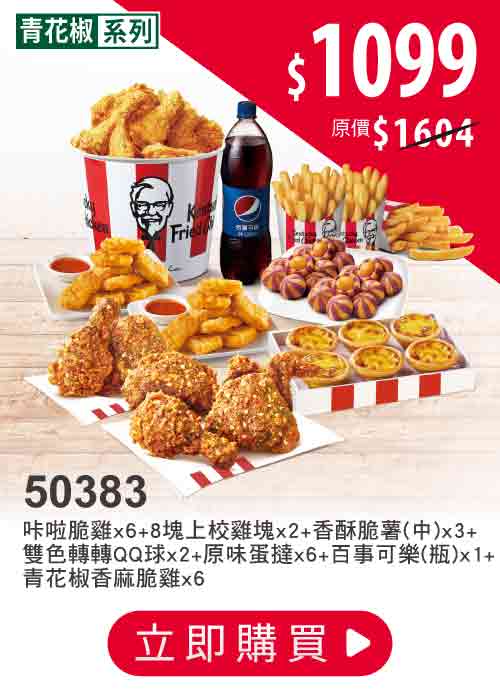 青花椒系列
$1099
原價$1604
Kentucky Fried Chicken
50383
咔啦脆雞x6+8塊上校雞塊x2+香酥脆薯(中)x3+
雙色轉轉QQ球x2+原味蛋撻x6+百事可樂(瓶)x1+
青花椒香麻脆雞x6
立即購買